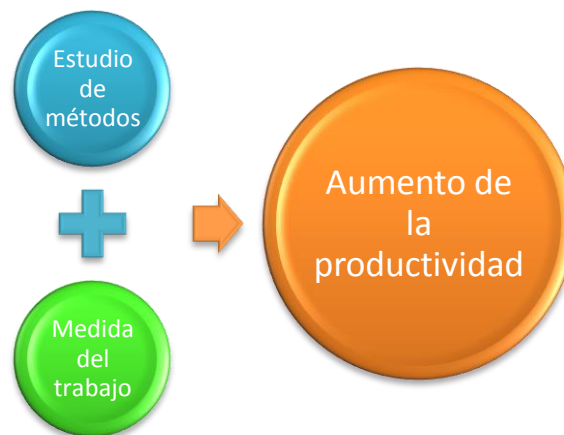 Estudio
de
métodos
Medida
del
trabajo
Aumento de
la
productividad